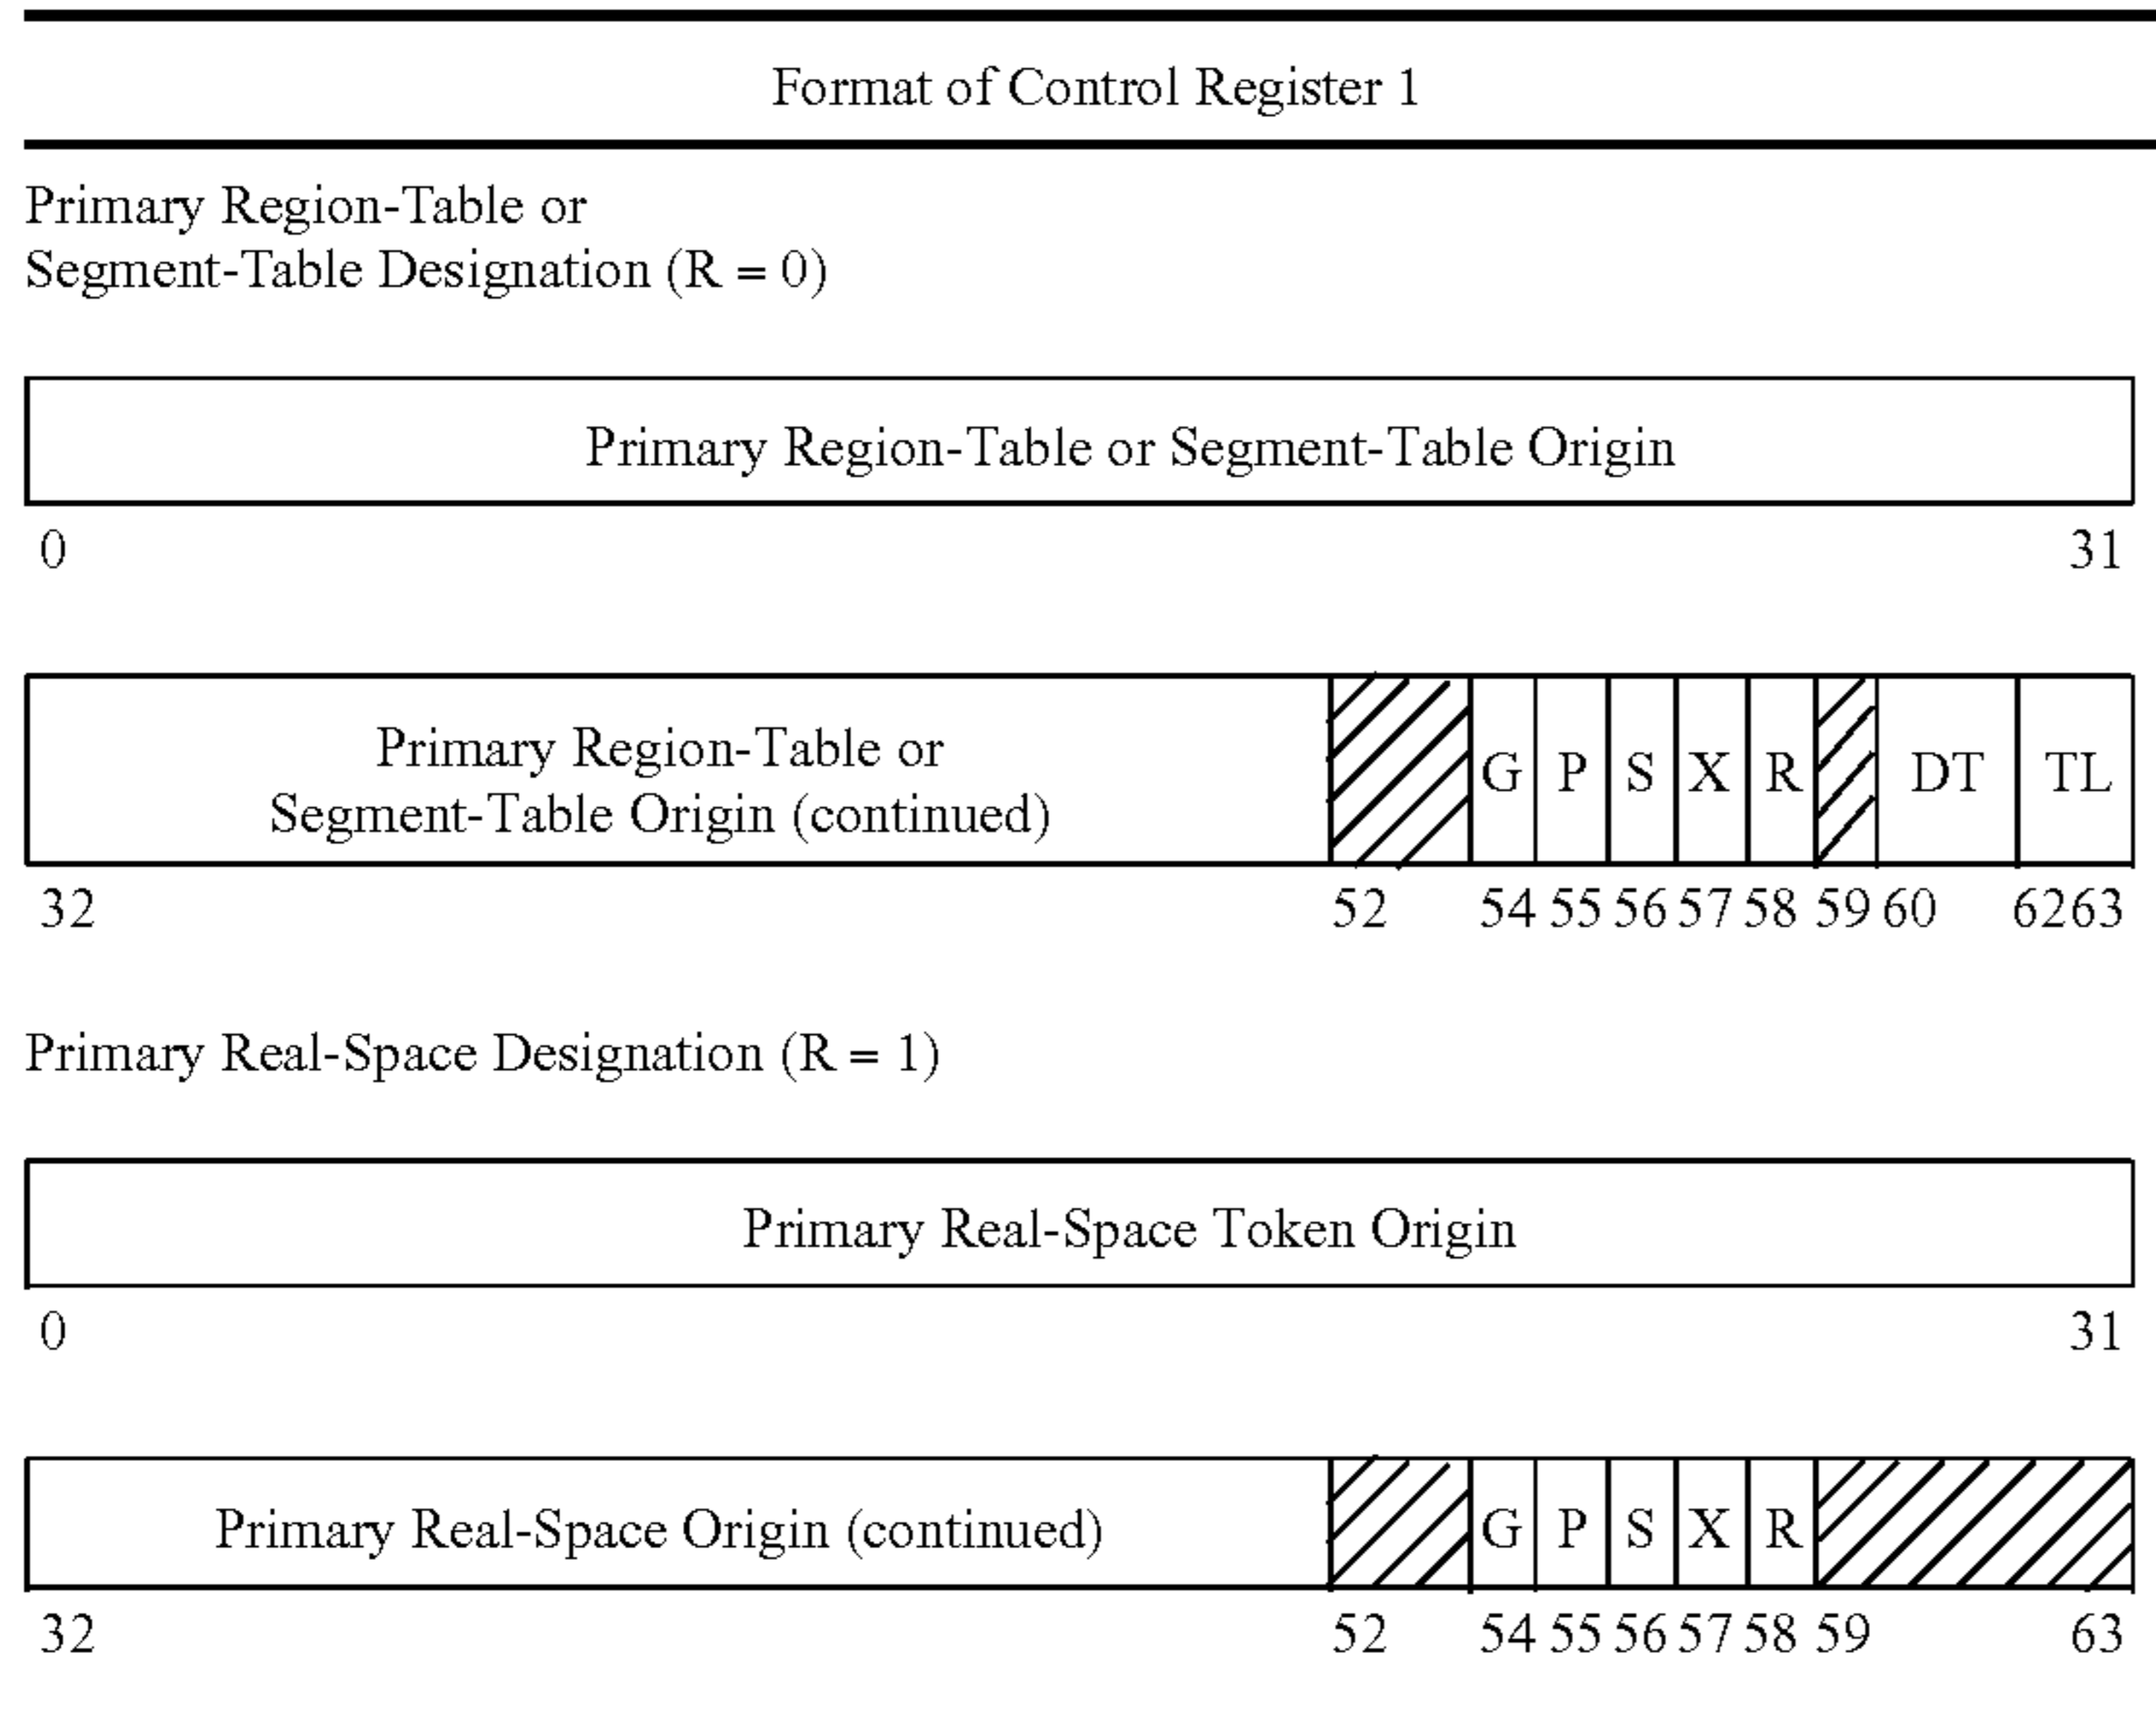 Format of Control Register 1
Primary Region-Table or
Segment-Table Designation (R = 0)
Primary Region-Table or Segment-Table Origin
0 31
Primary Region-Table or
Segment-Table Origin (continued)
G P S X R DT TL
32 52 54 55 56 57 58 59 60 62 63
Primary Real-Space Designation (R = 1)
Primary Real-Space Token Origin
0 31
Primary Real-Space Origin (continued) G P S X R
32 52 54 55 56 57 58 59 63